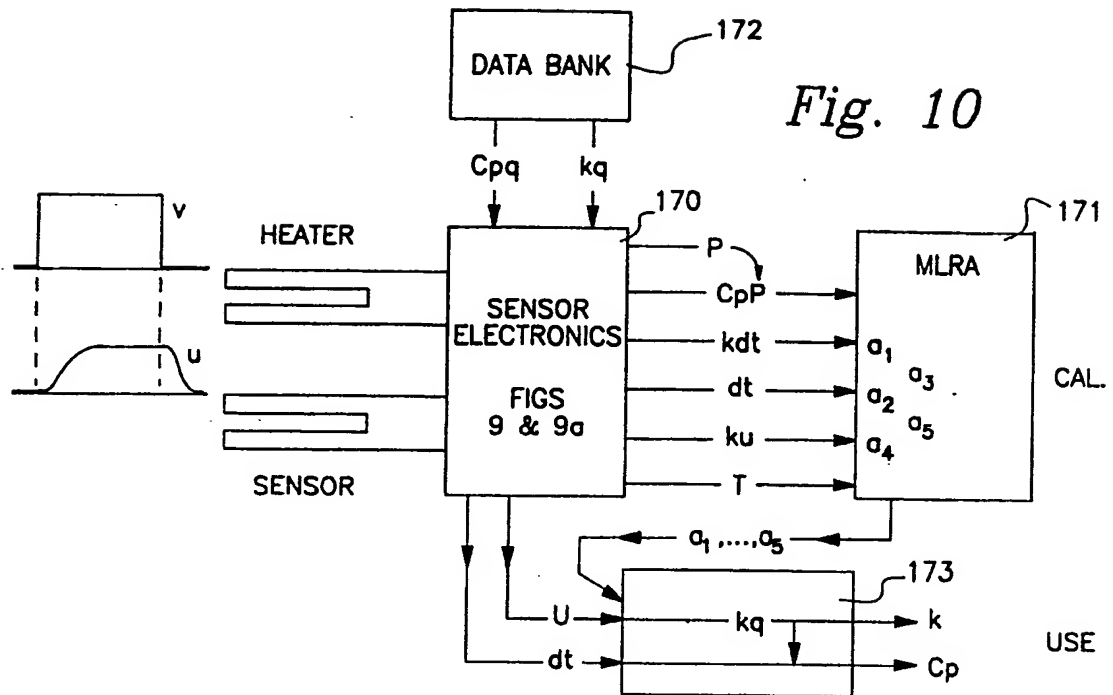 172
DATA BANK
Fig. 10
Cpq
kq
170
171
v
HEATER
P
MLRA
CpP
SENSOR
ELECTRONICS
kdt
a₁
a₃
CAL.
u
dt
a₂
FIGS
9 & 9a
a₅
ku
a₄
SENSOR
T
a₁,...,a₅
173
U
kq
k
USE
dt
Cp